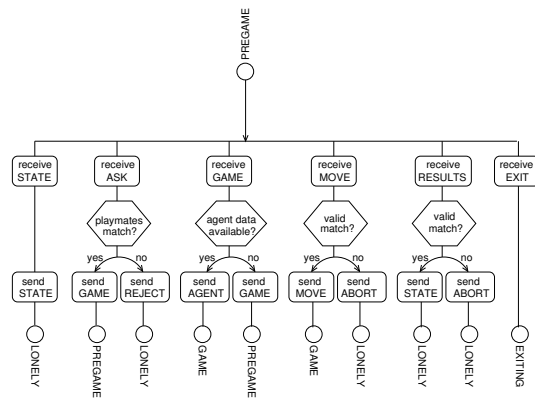 PREGAME
receive
STATE
receive
ASK
receive
GAME
receive
MOVE
receive
RESULTS
receive
EXIT
playmates
match?
agent data
available?
valid
match?
valid
match?
yes
no
yes
no
yes
no
yes
no
send
STATE
send
GAME
send
REJECT
send
AGENT
send
GAME
send
MOVE
send
ABORT
send
STATE
send
ABORT
LONELY
PREGAME
LONELY
GAME
PREGAME
GAME
LONELY
LONELY
LONELY
EXITING